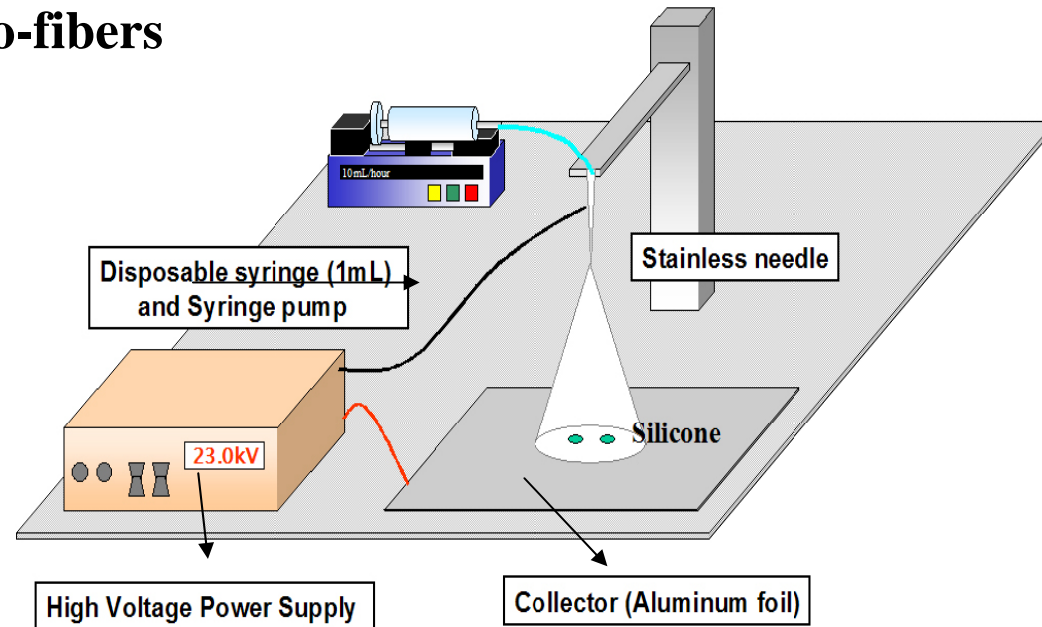 o-fibers
10mL/hour
Disposable syringe (1mL)
and Syringe pump
Stainless needle
Silicone
23.0kV
High Voltage Power Supply
Collector (Aluminum foil)